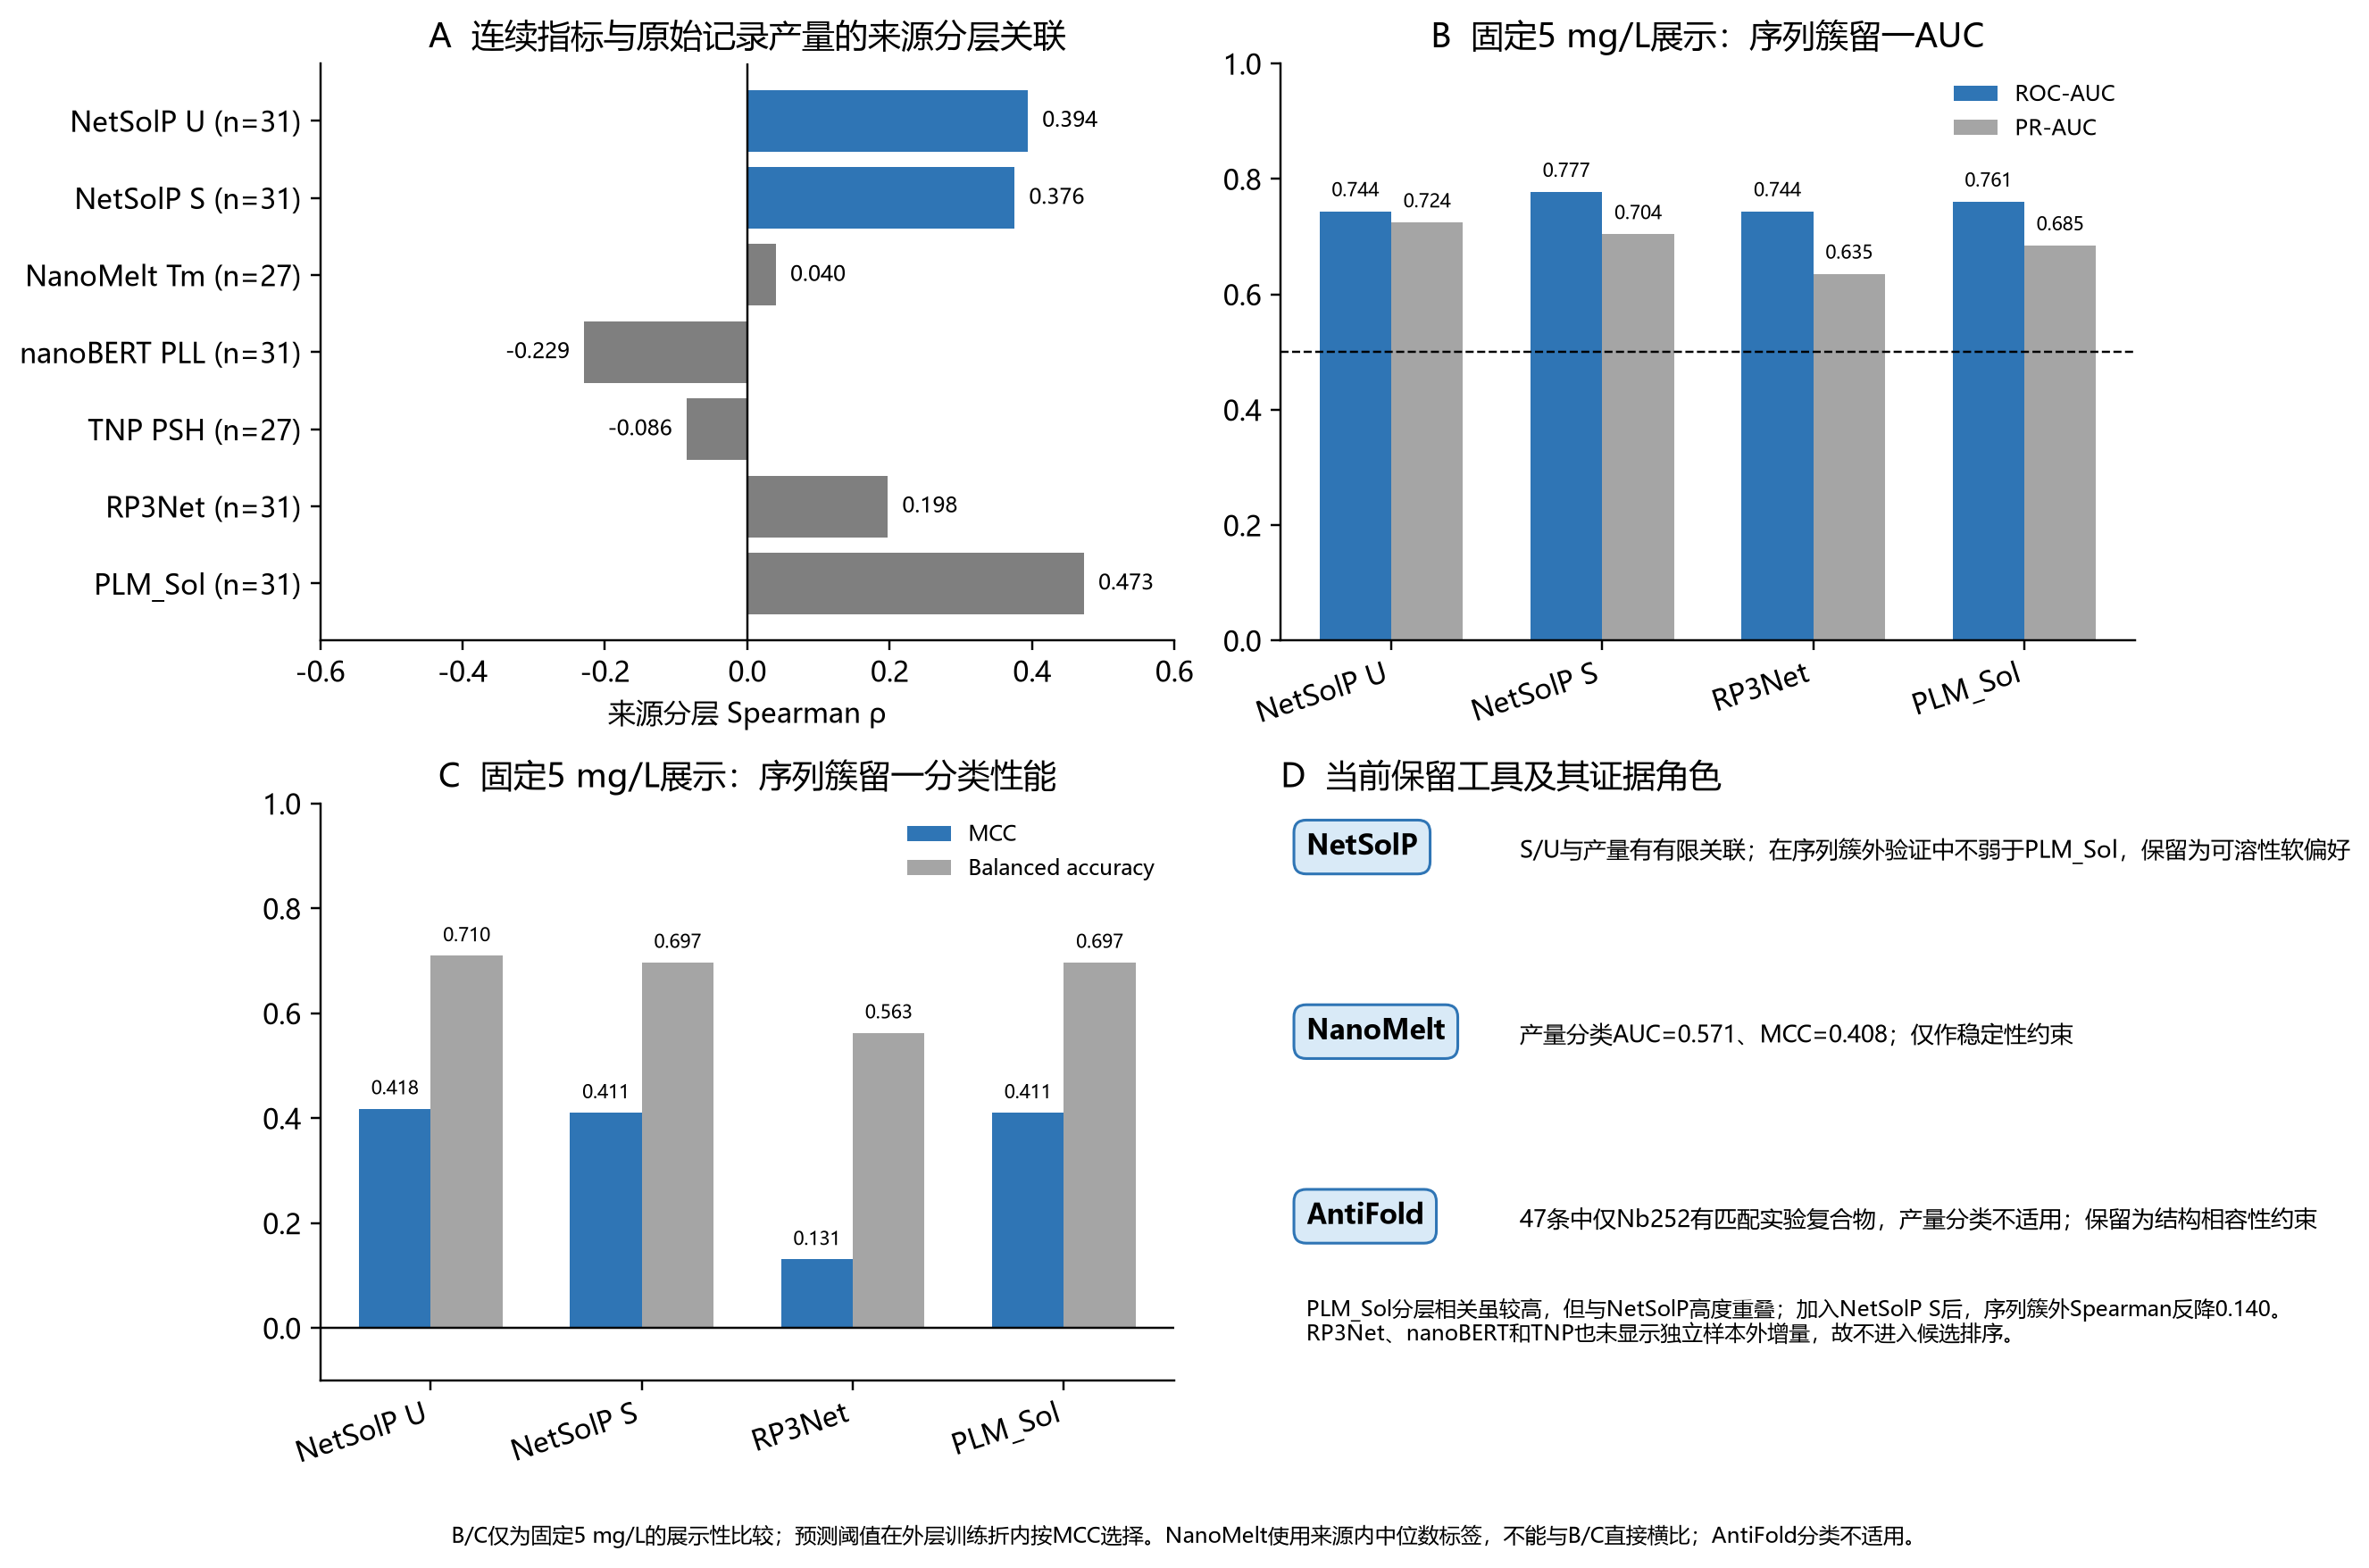 A 连续指标与原始记录产量的来源分层关联
NetSolP U (n=31)
NetSolP S (n=31)
NanoMelt Tm (n=27)
nanoBERT PLL (n=31)
TNP PSH (n=27)
RP3Net (n=31)
PLM_Sol (n=31)
0.394
0.376
0.040
-0.229
-0.086
0.198
0.473
-0.6 -0.4 -0.2 0.0 0.2 0.4 0.6
来源分层 Spearman ρ
B 固定5 mg/L展示：序列簇留一AUC
1.0
0.8
0.6
0.4
0.2
0.0
ROC-AUC
PR-AUC
0.744 0.724 0.777 0.704 0.744 0.635 0.761 0.685
NetSolP U NetSolP S RP3Net PLM_Sol
C 固定5 mg/L展示：序列簇留一分类性能
1.0
0.8
0.6
0.4
0.2
0.0
MCC
Balanced accuracy
0.418 0.710 0.411 0.697 0.131 0.563 0.411 0.697
NetSolP U NetSolP S RP3Net PLM_Sol
D 当前保留工具及其证据角色
NetSolP S/U与产量有有限关联；在序列簇外验证中不弱于PLM_Sol，保留为可溶性软偏好
NanoMelt 产量分类AUC=0.571、MCC=0.408；仅作稳定性约束
AntiFold 47条中仅Nb252有匹配实验复合物，产量分类不适用；保留为结构相容性约束
PLM_Sol分层相关虽较高，但与NetSolP高度重叠；加入NetSolP S后，序列簇外Spearman反降0.140。
RP3Net、nanoBERT和TNP也未显示独立样本外增量，故不进入候选排序。
B/C仅为固定5 mg/L的展示性比较；预测阈值在外层训练折内按MCC选择。NanoMelt使用来源内中位数标签，不能与B/C直接横比；AntiFold分类不适用。